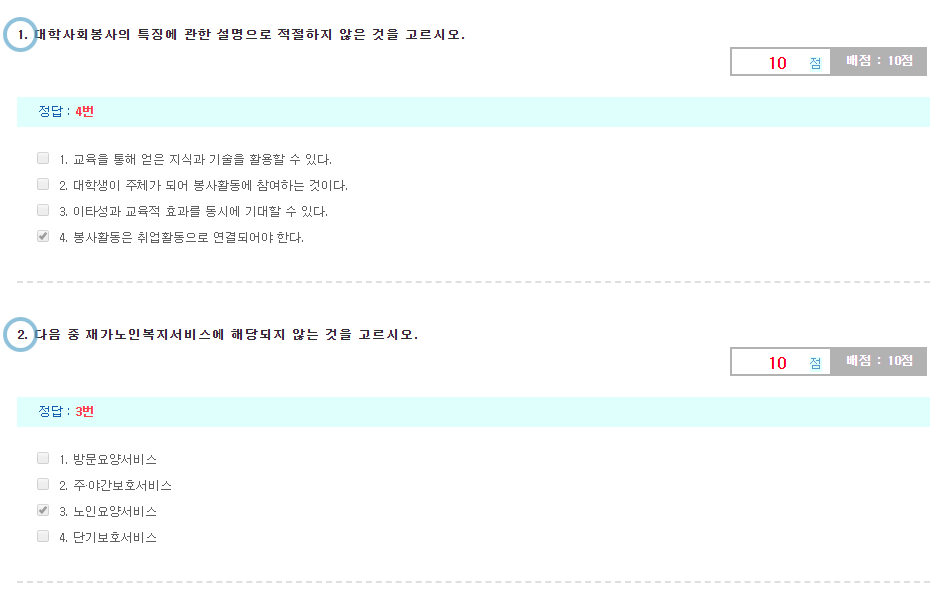 1. 대학사회봉사의 특징에 관한 설명으로 적절하지 않은 것을 고르시오.
10 점 배점 : 10점
정답 : 4번
1. 교육을 통해 얻은 지식과 기술을 활용할 수 있다.
2. 대학생이 주체가 되어 봉사활동에 참여하는 것이다.
3. 이타성과 교육적 효과를 동시에 기대할 수 있다.
4. 봉사활동은 취업활동으로 연결되어야 한다.
2. 다음 중 재가노인복지서비스에 해당되지 않는 것을 고르시오.
10 점 배점 : 10점
정답 : 3번
1. 방문요양서비스
2. 주·야간보호서비스
3. 노인요양서비스
4. 단기보호서비스